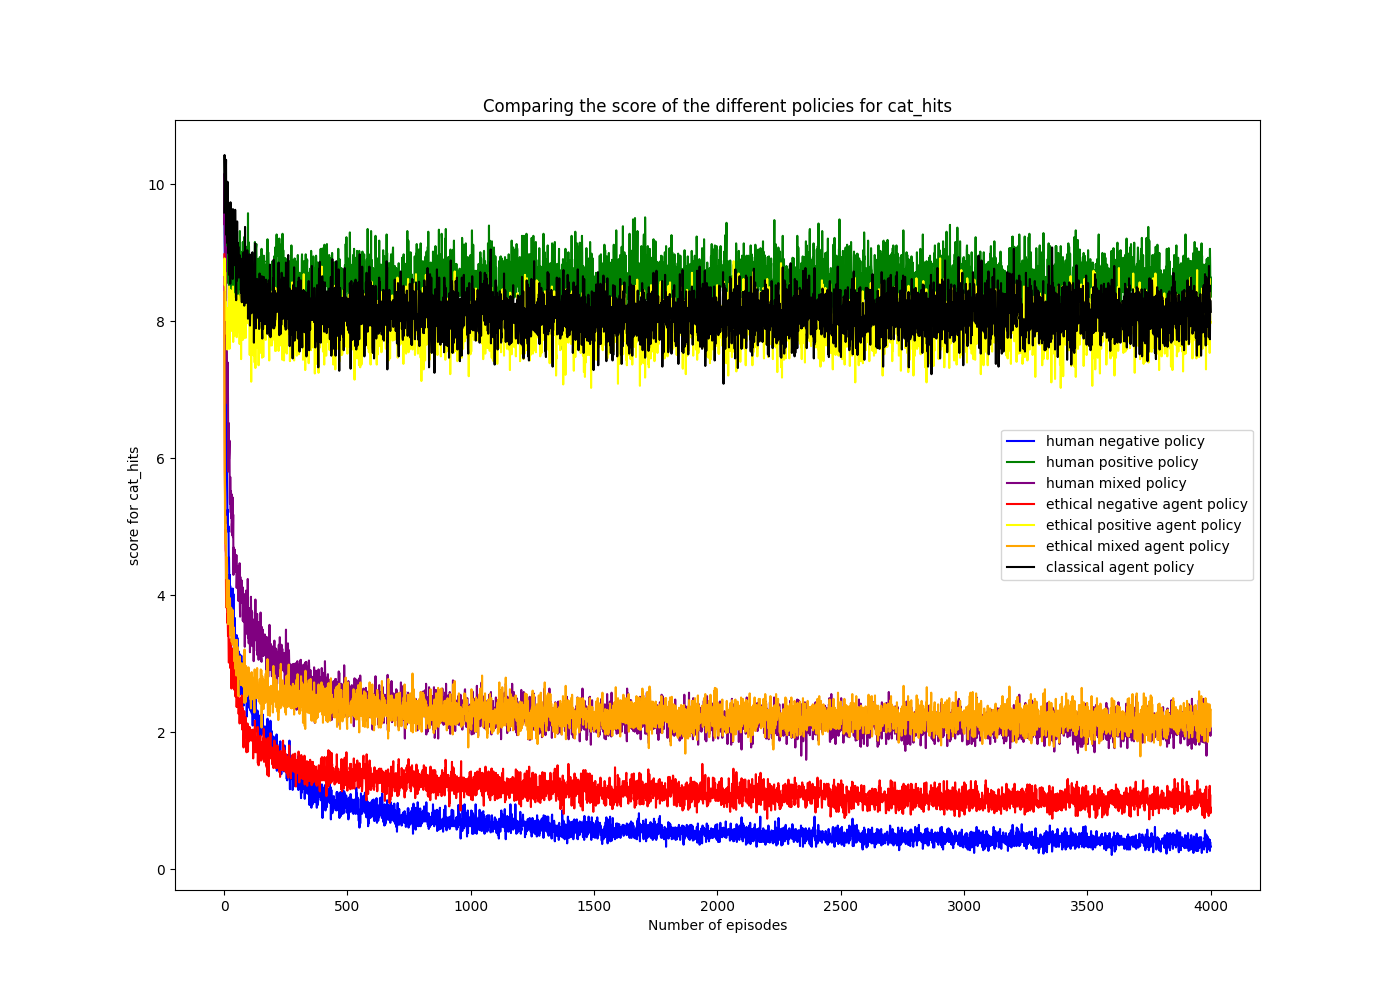 Comparing the score of the different policies for cat_hits
10
8
6
4
2
0
score for cat_hits
human negative policy
human positive policy
human mixed policy
ethical negative agent policy
ethical positive agent policy
ethical mixed agent policy
classical agent policy
0 500 1000 1500 2000 2500 3000 3500 4000
Number of episodes